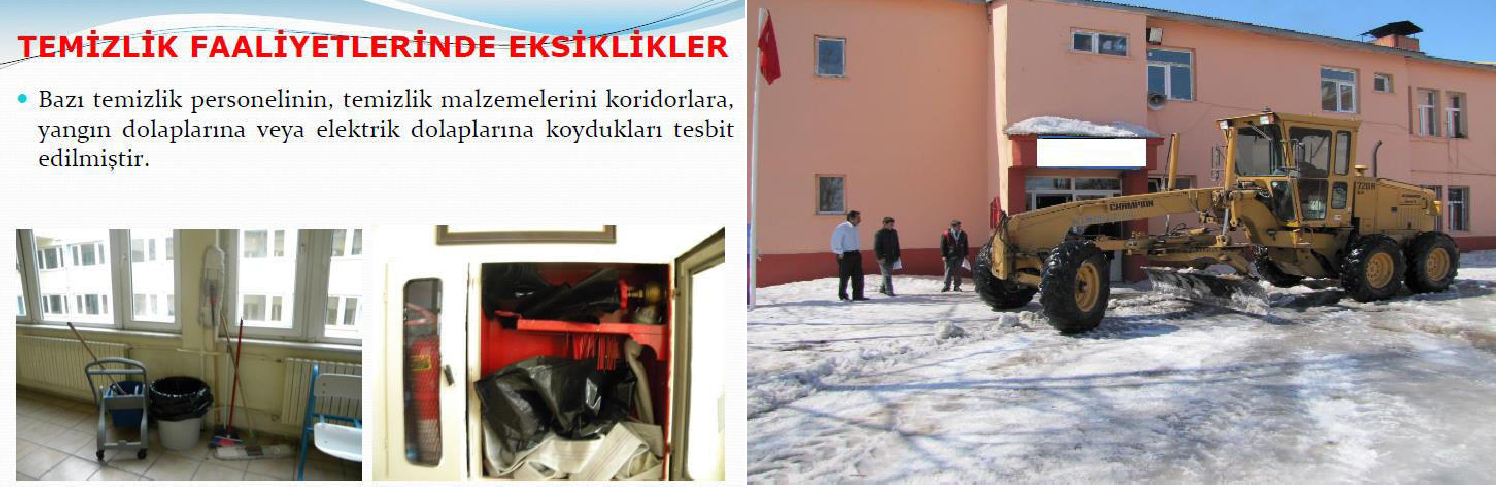 TEMİZLİK FAALİYETLERİNDE EKSİKLİKLER
Bazı temizlik personelinin, temizlik malzemelerini koridorlara,
yangın dolaplarına veya elektrik dolaplarına koydukları tesbit
edilmiştir.
CHAMPION